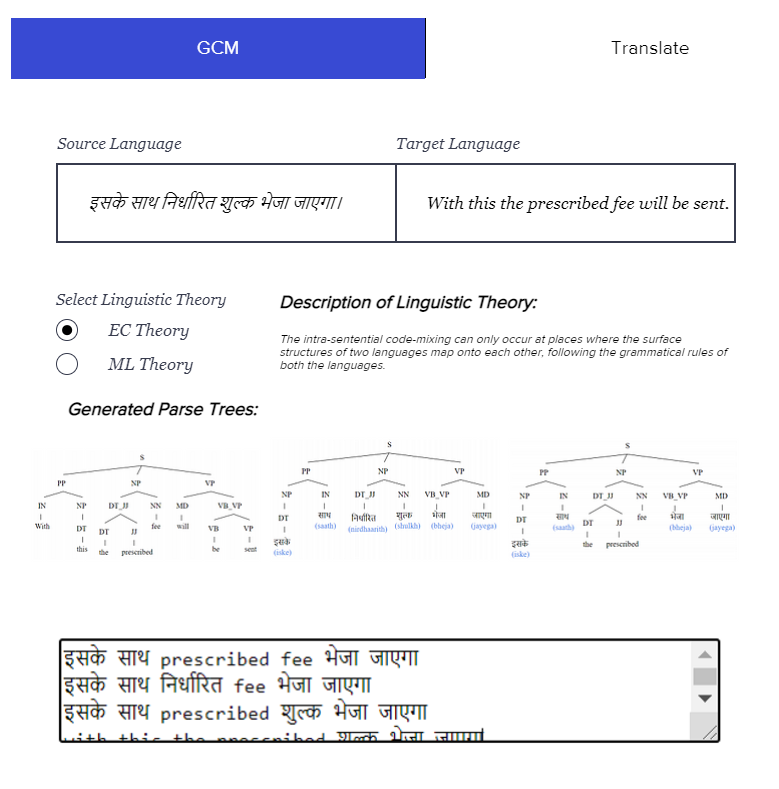 GCM
Translate
Source Language
Target Language
इसके साथ निर्धारित शुल्क भेजा जाएगा।
With this the prescribed fee will be sent.
Select Linguistic Theory
Description of Linguistic Theory:
EC Theory
ML Theory
The intra-sentential code-mixing can only occur at places where the surface
structures of two languages map onto each other, following the grammatical rules of
both the languages.
Generated Parse Trees:
S
PP NP VP
IN NP DT_JJ NN MD VB_VP
With DT DT JJ fee will VB VP
this the prescribed be sent
S
PP NP VP
NP IN DT_JJ NN VB_VP MD
DT साथ निर्धारित शुल्क भेजा जाएगा
(saath) (nirdhaarith) (shulkh) (bheja) (jayega)
इसके
(iske)
S
PP NP VP
NP IN DT_JJ NN VB_VP MD
DT साथ DT JJ fee भेजा जाएगा
(saath) (bheja) (jayega)
इसके the prescribed
(iske)
इसके साथ prescribed fee भेजा जाएगा
इसके साथ निर्धारित fee भेजा जाएगा
इसके साथ prescribed शुल्क भेजा जाएगा
with this the prescribed शुल्क भेजा जाएगा